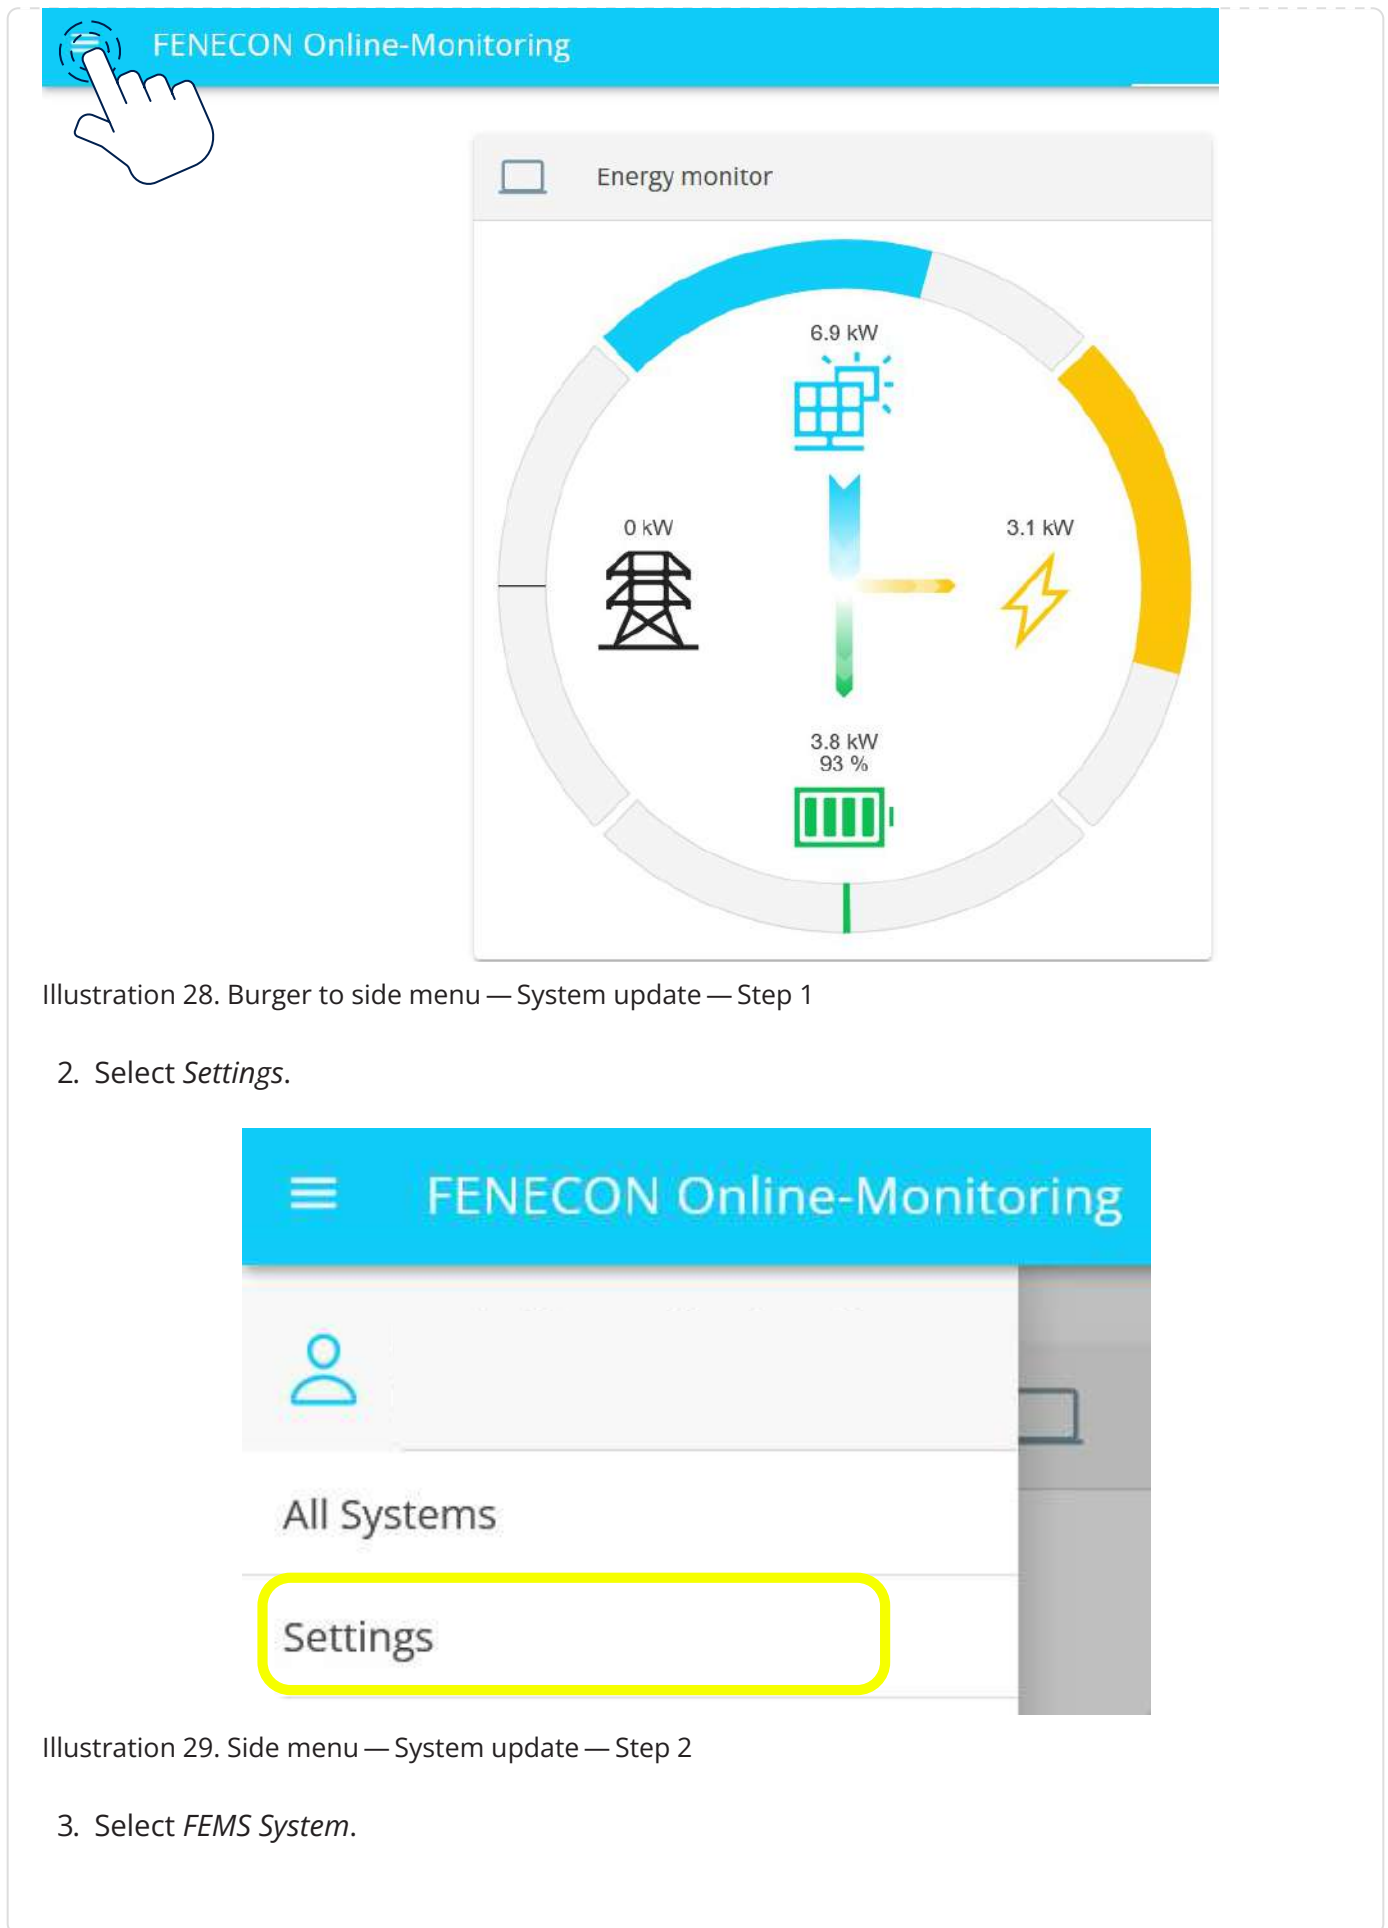 FENECON Online-Monitoring
Energy monitor
6.9 kW
0 kW
3.1 kW
3.8 kW
93 %
Illustration 28. Burger to side menu — System update — Step 1
2. Select Settings.
FENECON Online-Monitoring
All Systems
Settings
Illustration 29. Side menu — System update — Step 2
3. Select FEMS System.